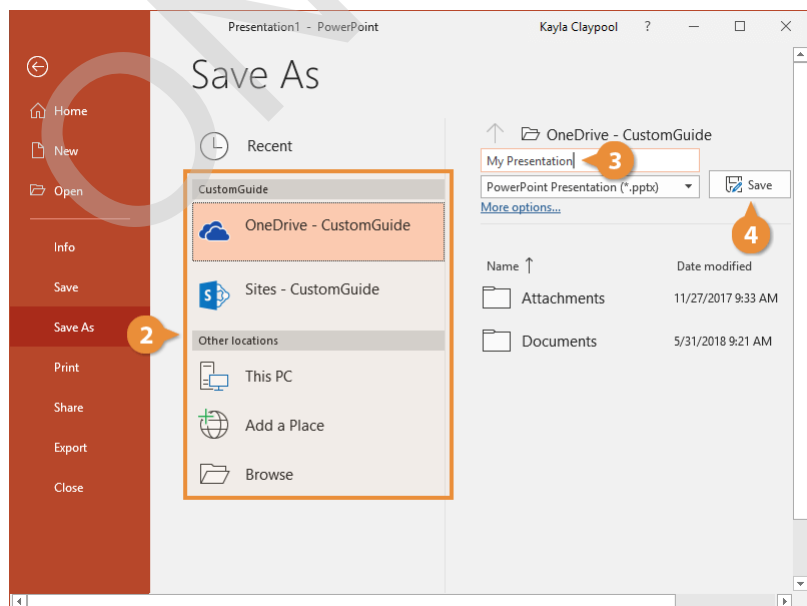 Presentation1 - PowerPoint
Kayla Claypool ?
Save As
Home
New
Open
Info
Save
Save As
Print
Share
Export
Close
Recent
CustomGuide
OneDrive - CustomGuide
Sites - CustomGuide
Other locations
This PC
Add a Place
Browse
2
OneDrive - CustomGuide
My Presentation
3
PowerPoint Presentation (*.pptx)
Save
More options...
4
Name Date modified
Attachments 11/27/2017 9:33 AM
Documents 5/31/2018 9:21 AM